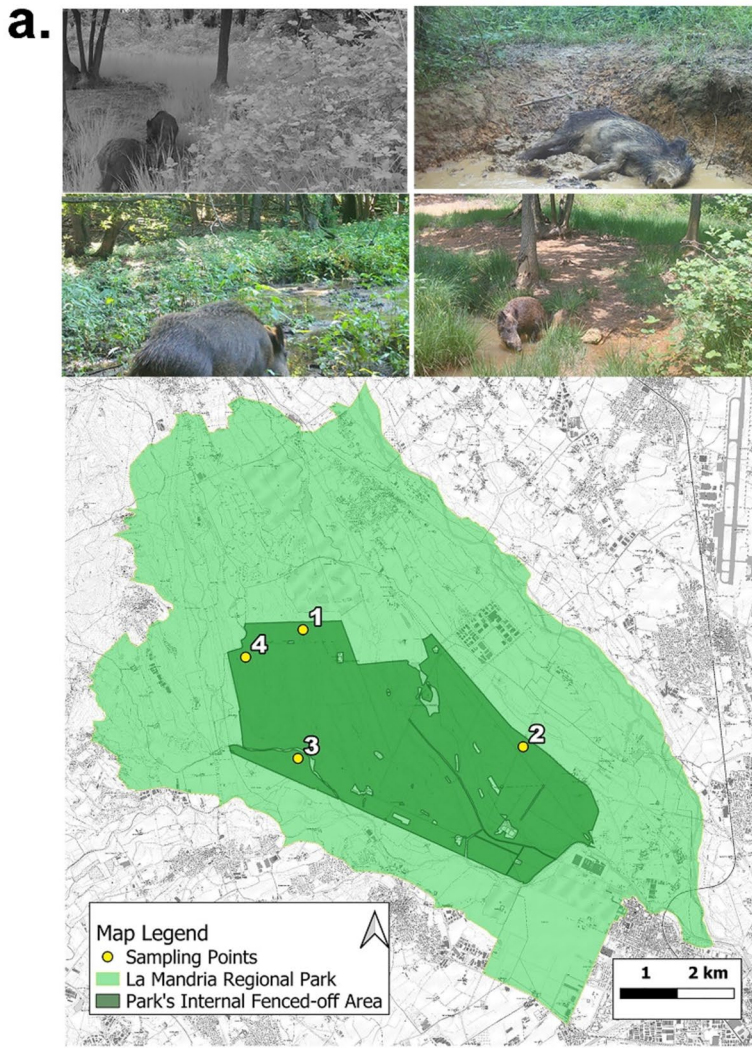 a.
1
4
3
2
Map Legend
Sampling Points
La Mandria Regional Park
Park's Internal Fenced-off Area
1 2 km